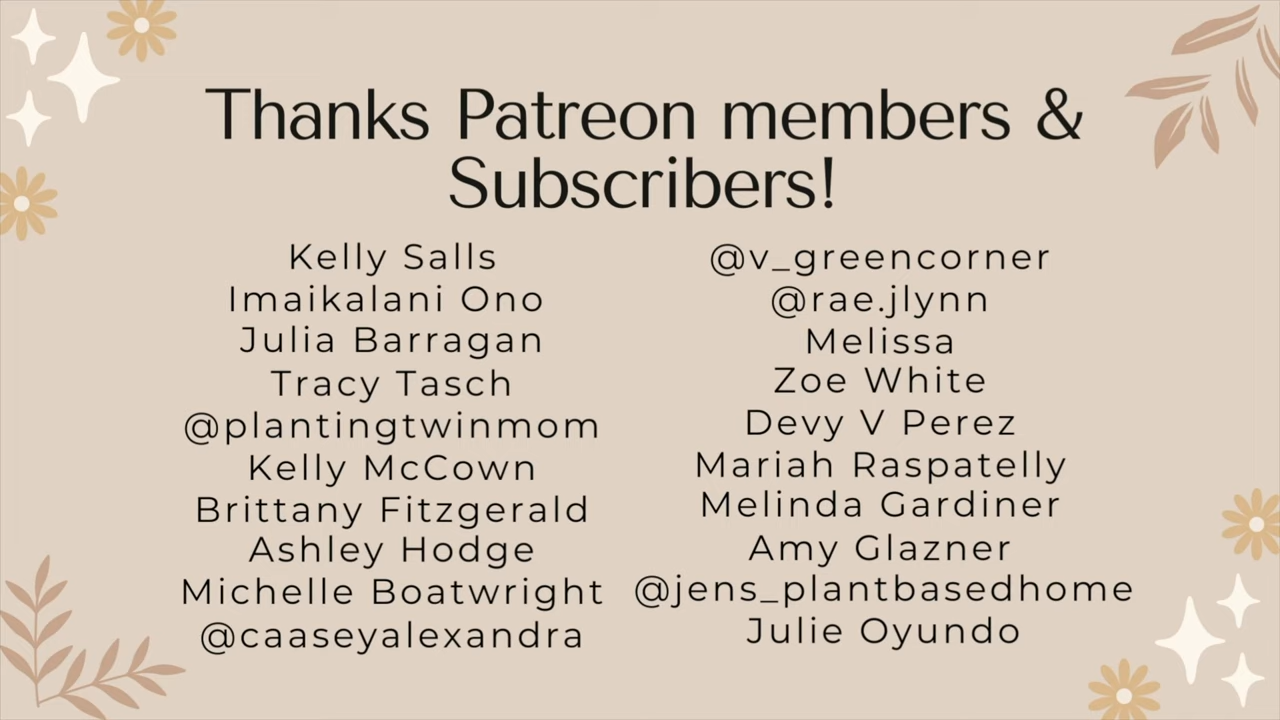 Thanks Patreon members &
Subscribers!
Kelly Salls
Imaikalani Ono
Julia Barragan
Tracy Tasch
@plantingtwinmom
Kelly McCown
Brittany Fitzgerald
Ashley Hodge
Michelle Boatwright
@caaseyalexandra
@v_greencorner
@rae.jlynn
Melissa
Zoe White
Devy V Perez
Mariah Raspatelly
Melinda Gardiner
Amy Glazner
@jens_plantbasedhome
Julie Oyundo